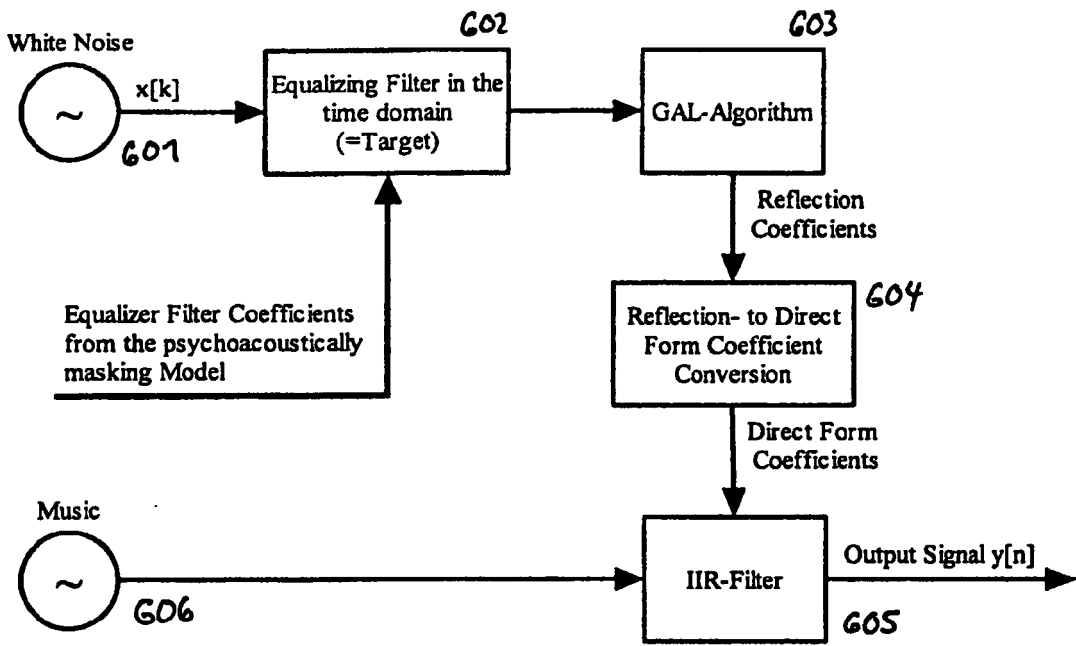 602
603
White Noise
~
x[k]
601
Equalizing Filter in the
time domain
(=Target)
GAL-Algorithm
Reflection
Coefficients
604
Equalizer Filter Coefficients
from the psychoacoustically
masking Model
Reflection- to Direct
Form Coefficient
Conversion
Direct Form
Coefficients
Music
~
606
IIR-Filter
Output Signal y[n]
605